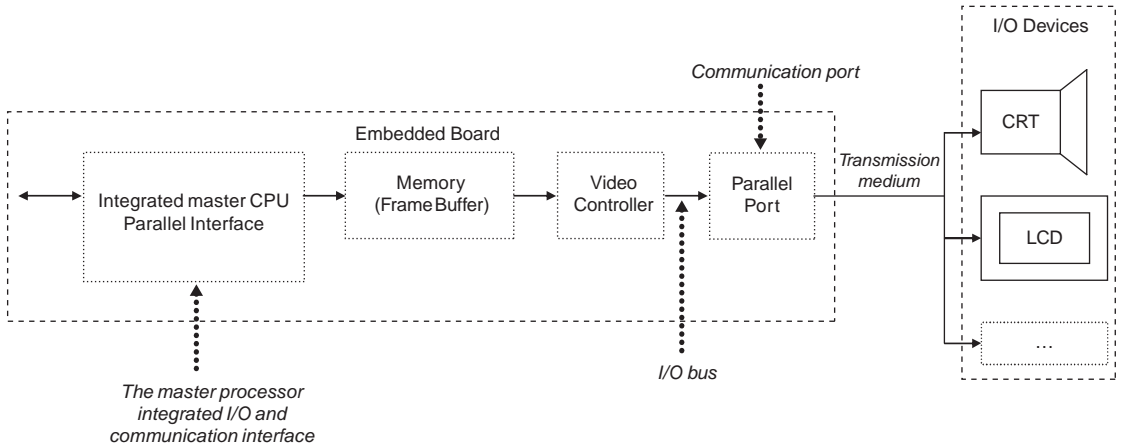 I/O Devices
Communication port
Embedded Board
CRT
Transmission
medium
Integrated master CPU
Parallel Interface
Memory
(Frame Buffer)
Video
Controller
Parallel
Port
LCD
...
I/O bus
The master processor
integrated I/O and
communication interface